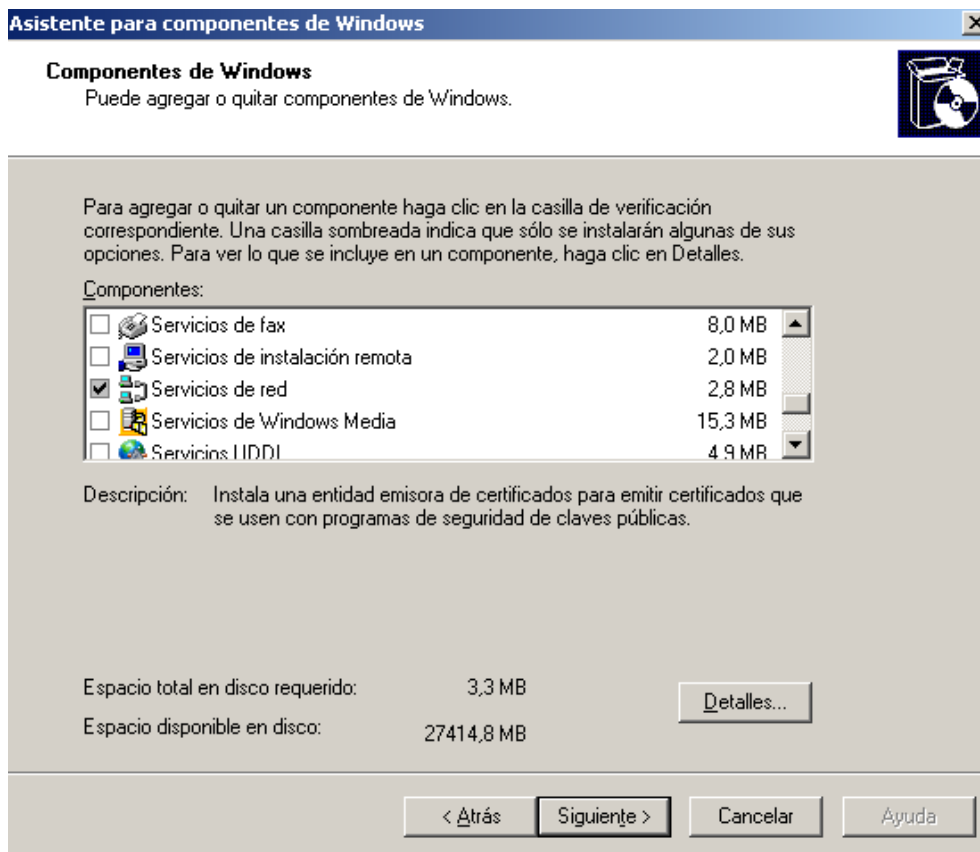 Asistente para componentes de Windows
Componentes de Windows
Puede agregar o quitar componentes de Windows.
Para agregar o quitar un componente haga clic en la casilla de verificación
correspondiente. Una casilla sombreada indica que sólo se instalarán algunas de sus
opciones. Para ver lo que se incluye en un componente, haga clic en Detalles.
Componentes:
Servicios de fax 8,0 MB
Servicios de instalación remota 2,0 MB
Servicios de red 2,8 MB
Servicios de Windows Media 15,3 MB
Servicios UDDI 4,9 MB
Descripción: Instala una entidad emisora de certificados para emitir certificados que
se usen con programas de seguridad de claves públicas.
Espacio total en disco requerido: 3,3 MB
Detalles...
Espacio disponible en disco: 27414,8 MB
< Atrás Siguiente > Cancelar Ayuda